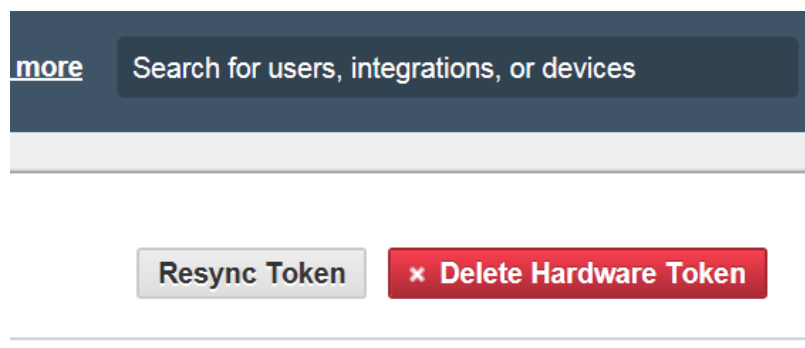 more
Search for users, integrations, or devices
Resync Token
× Delete Hardware Token